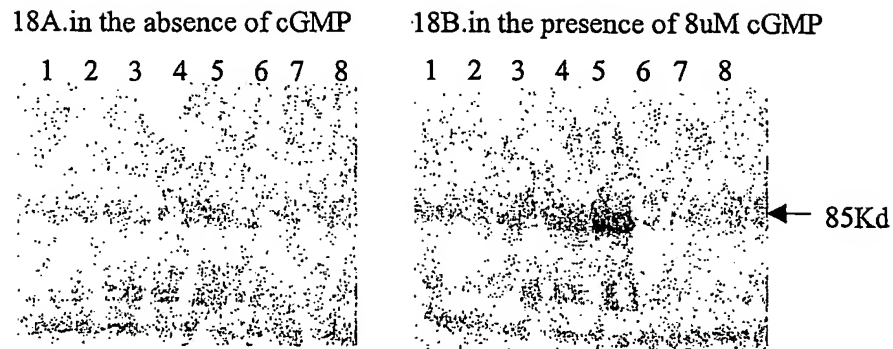 18A.in the absence of cGMP
18B.in the presence of 8uM cGMP
1 2 3 4 5 6 7 8
1 2 3 4 5 6 7 8
85Kd